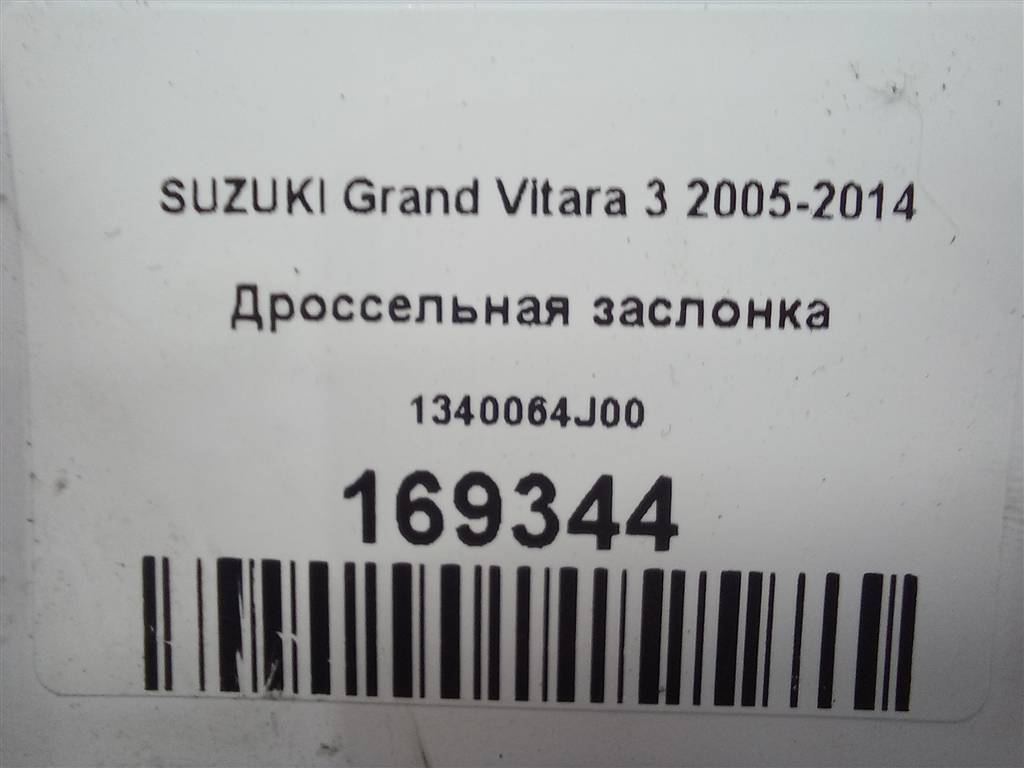 SUZUKI Grand Vitara 3 2005-2014
Дроссельная заслонка
1340064J00
169344